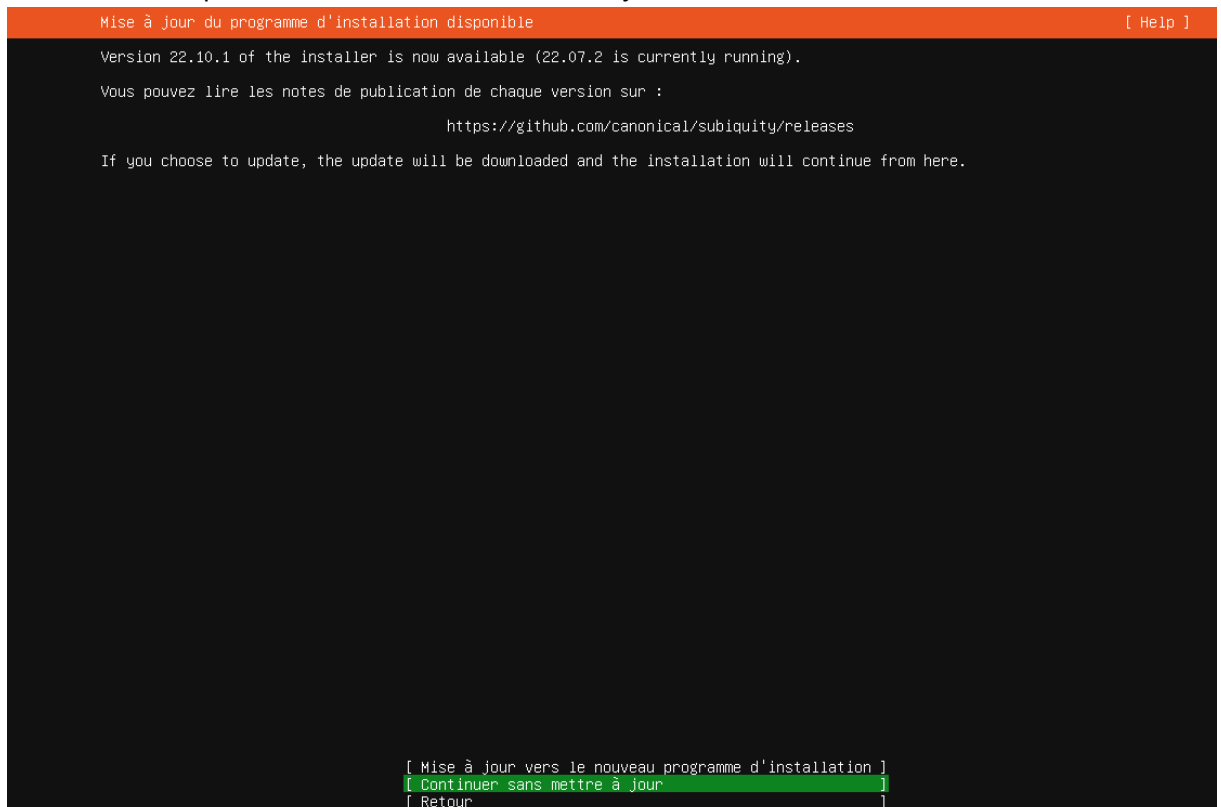 Mise à jour du programme d'installation disponible [ Help ]
Version 22.10.1 of the installer is now available (22.07.2 is currently running).
Vous pouvez lire les notes de publication de chaque version sur :
https://github.com/canonical/subiquity/releases
If you choose to update, the update will be downloaded and the installation will continue from here.
[ Mise à jour vers le nouveau programme d'installation ]
[ Continuer sans mettre à jour ]
[ Retour ]